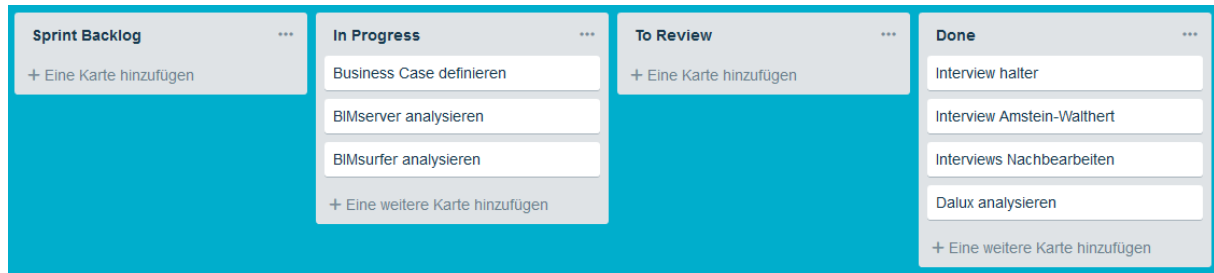 Sprint Backlog ...
+ Eine Karte hinzufügen
In Progress ...
Business Case definieren
BIMserver analysieren
BIMsurfer analysieren
+ Eine weitere Karte hinzufügen
To Review ...
+ Eine Karte hinzufügen
Done ...
Interview halter
Interview Amstein-Walthert
Interviews Nachbearbeiten
Dalux analysieren
+ Eine weitere Karte hinzufügen